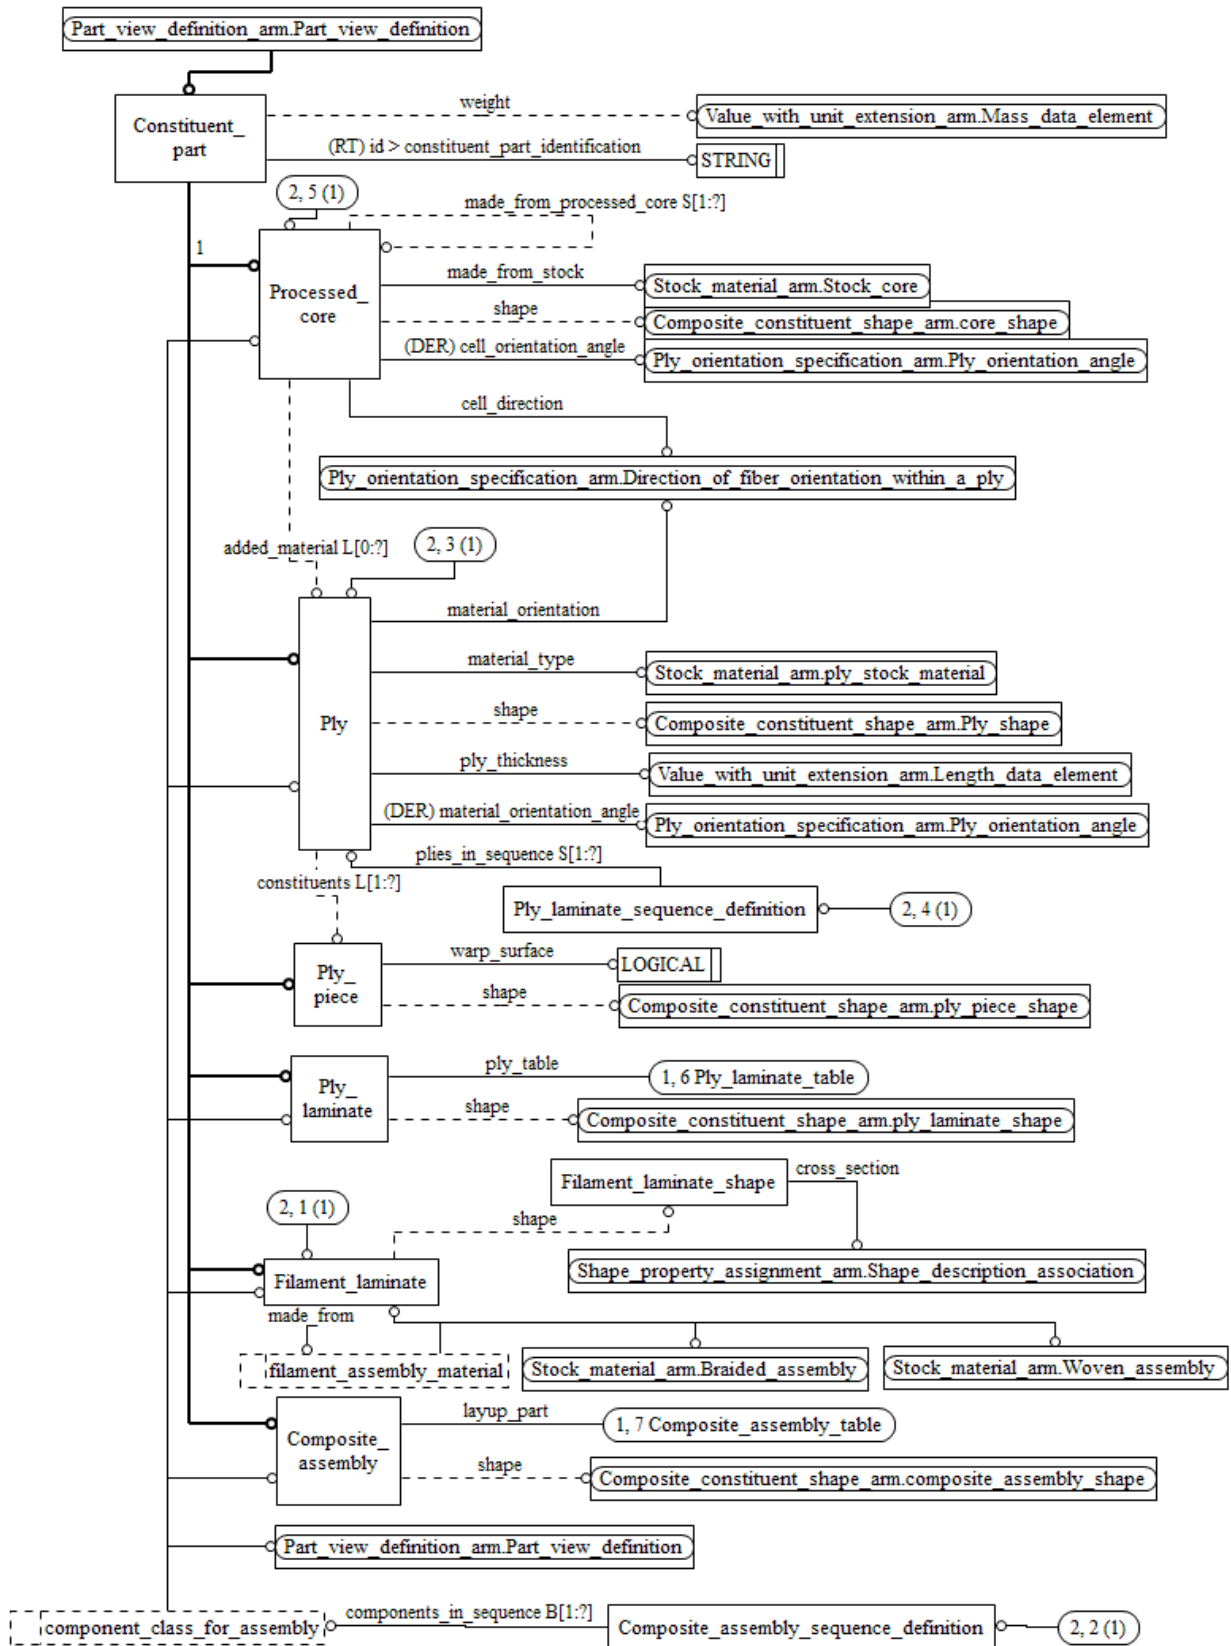 Part_view_definition_arm.Part_view_definition
Constituent_
part
weight
Value_with_unit_extension_arm.Mass_data_element
(RT) id > constituent_part_identification
STRING
2, 5 (1)
made_from_processed_core S[1:?]
1
Processed_
core
made_from_stock
Stock_material_arm.Stock_core
shape
Composite_constituent_shape_arm.core_shape
(DER) cell_orientation_angle
Ply_orientation_specification_arm.Ply_orientation_angle
cell_direction
Ply_orientation_specification_arm.Direction_of_fiber_orientation_within_a_ply
added_material L[0:?]
2, 3 (1)
material_orientation
Ply
material_type
Stock_material_arm.ply_stock_material
shape
Composite_constituent_shape_arm.Ply_shape
ply_thickness
Value_with_unit_extension_arm.Length_data_element
(DER) material_orientation_angle
Ply_orientation_specification_arm.Ply_orientation_angle
plies_in_sequence S[1:?]
constituents L[1:?]
Ply_laminate_sequence_definition
2, 4 (1)
Ply_
piece
warp_surface
LOGICAL
shape
Composite_constituent_shape_arm.ply_piece_shape
Ply_
laminate
ply_table
1, 6 Ply_laminate_table
shape
Composite_constituent_shape_arm.ply_laminate_shape
Filament_laminate_shape
cross_section
2, 1 (1)
shape
Filament_laminate
Shape_property_assignment_arm.Shape_description_association
made_from
filament_assembly_material
Stock_material_arm.Braided_assembly
Stock_material_arm.Woven_assembly
Composite_
assembly
layup_part
1, 7 Composite_assembly_table
shape
Composite_constituent_shape_arm.composite_assembly_shape
Part_view_definition_arm.Part_view_definition
component_class_for_assembly
components_in_sequence B[1:?]
Composite_assembly_sequence_definition
2, 2 (1)